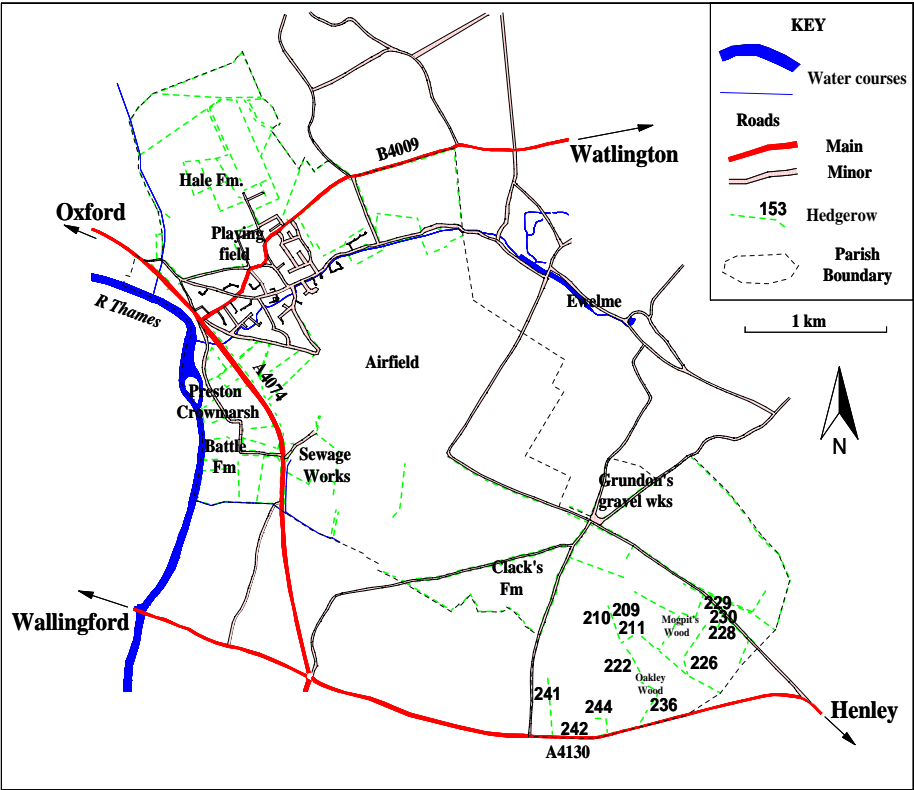 KEY
Water courses
Roads
Main
Minor
153
Hedgerow
Parish
Boundary
1 km
N
B4009
Watlington
Hale Fm.
Oxford
Playing
field
R Thames
Ewelme
Airfield
A4074
Preston
Crowmarsh
Battle
Fm
Sewage
Works
Grundon's
gravel wks
Clack's
Fm
Wallingford
229
209
210
230
211
Mogpit's
Wood
228
222
226
Oakley
Wood
241
236
244
242
Henley
A4130